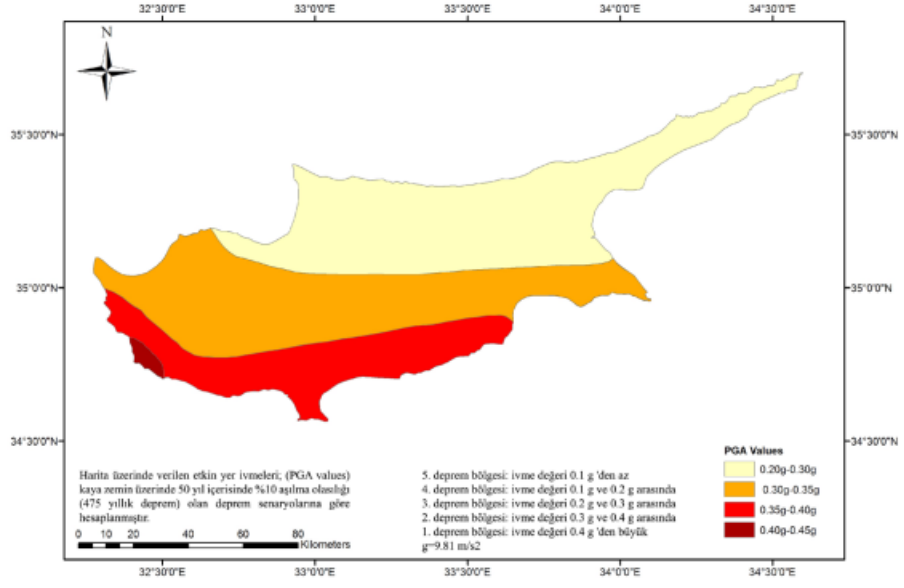 32°30'0"E 33°0'0"E 33°30'0"E 34°0'0"E 34°30'0"E
N
35°30'0"N 35°30'0"N
35°0'0"N 35°0'0"N
34°30'0"N 34°30'0"N
Harita üzerinde verilen etkin yer ivmeleri; (PGA values)
kaya zemin üzerinde 50 yıl içerisinde %10 aşılma olasılığı
(475 yıllık deprem) olan deprem senaryolarına göre
hesaplanmıştır.
0 10 20 40 60 80
Kilometers
5. deprem bölgesi: ivme değeri 0.1 g 'den az
4. deprem bölgesi: ivme değeri 0.1 g ve 0.2 g arasında
3. deprem bölgesi: ivme değeri 0.2 g ve 0.3 g arasında
2. deprem bölgesi: ivme değeri 0.3 g ve 0.4 g arasında
1. deprem bölgesi: ivme değeri 0.4 g 'den büyük
g=9.81 m/s2
PGA Values
0.20g-0.30g
0.30g-0.35g
0.35g-0.40g
0.40g-0.45g
32°30'0"E 33°0'0"E 33°30'0"E 34°0'0"E 34°30'0"E